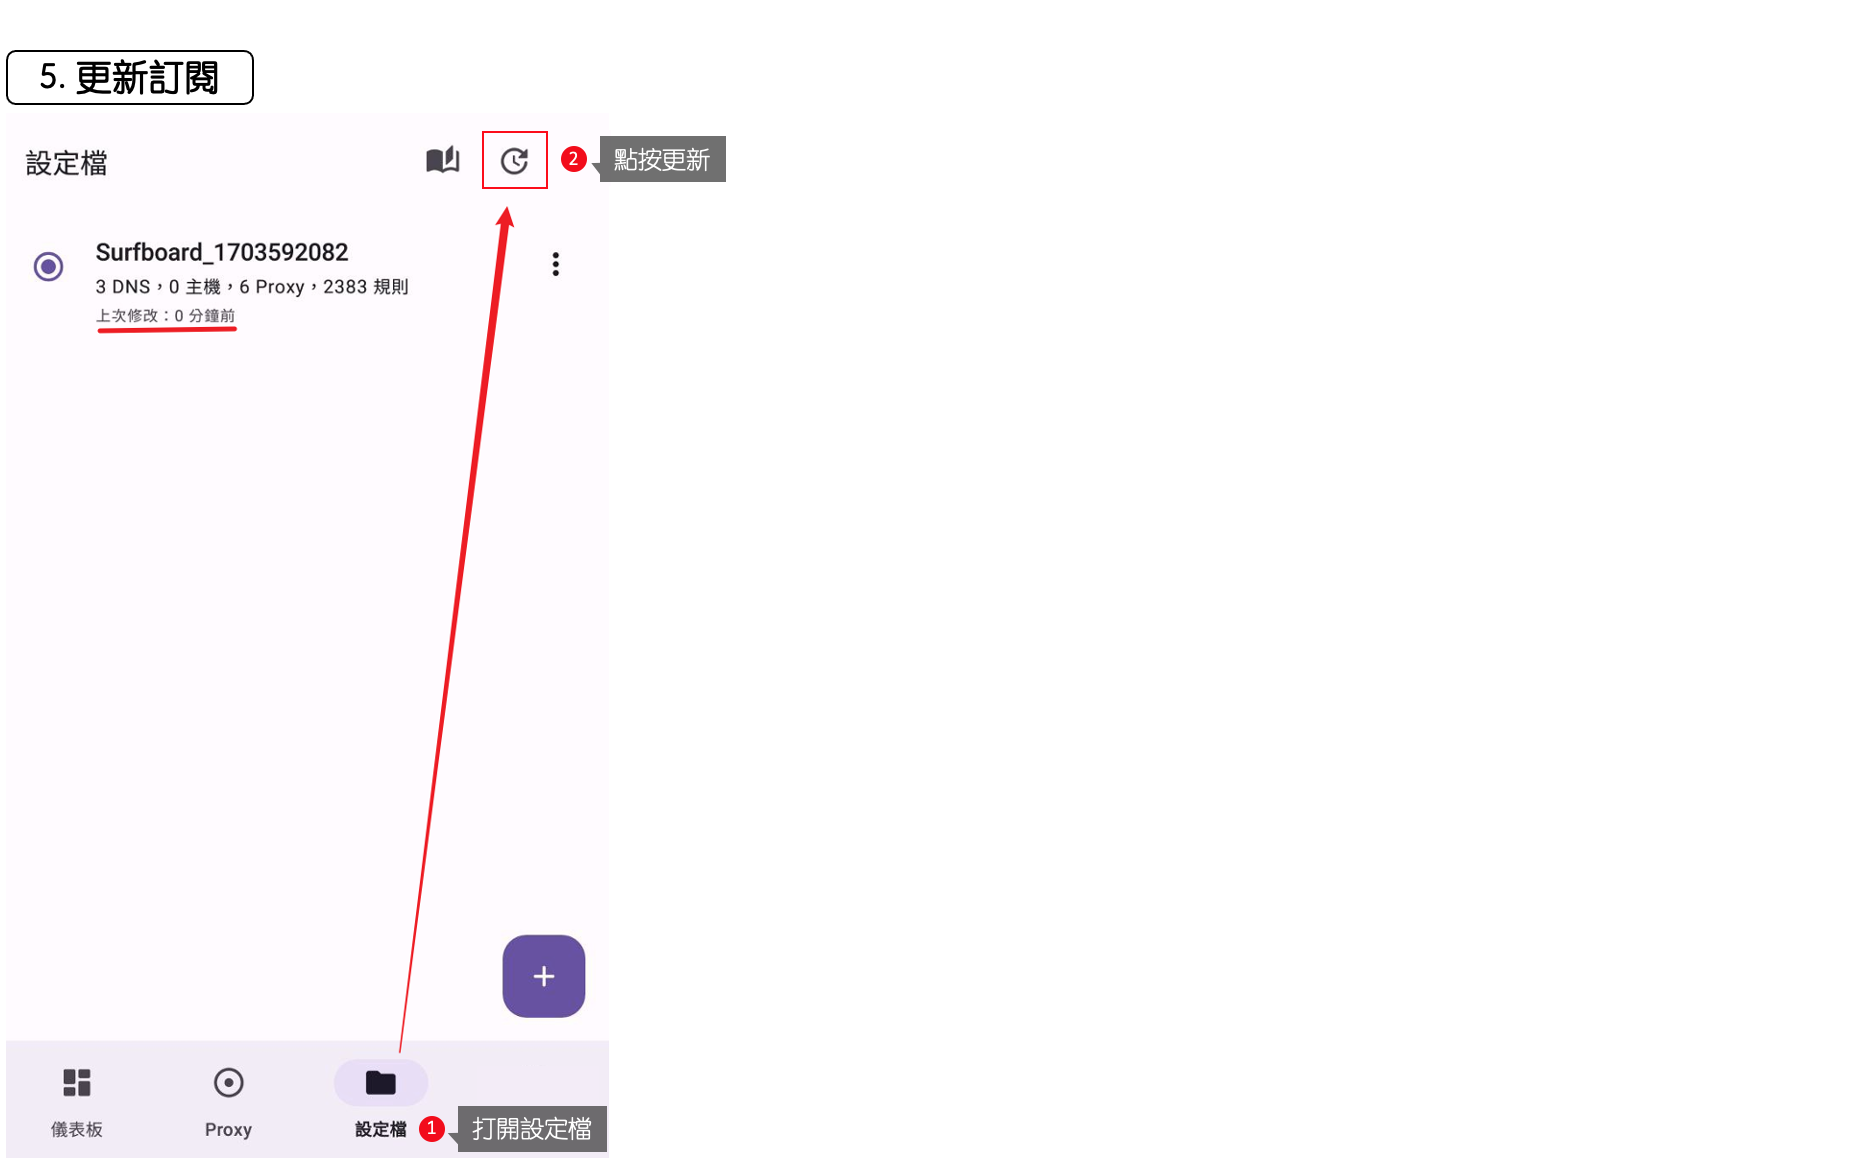 5. 更新訂閱
設定檔
2 點按更新
Surfboard_1703592082
3 DNS，0 主機，6 Proxy，2383 規則
上次修改：0 分鐘前
+
儀表板
Proxy
設定檔
1 打開設定檔